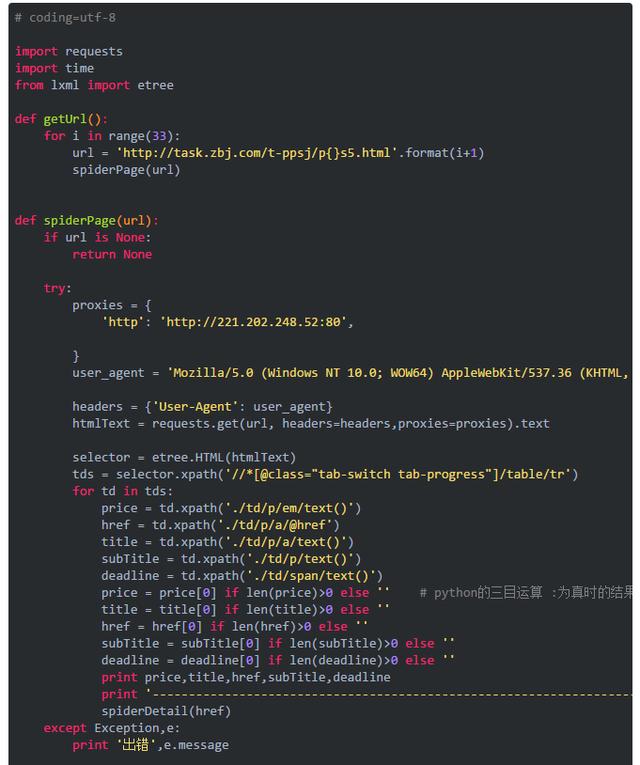 # coding=utf-8
import requests
import time
from lxml import etree
def getUrl():
for i in range(33):
url = 'http://task.zbj.com/t-ppsj/p{}s5.html'.format(i+1)
spiderPage(url)
def spiderPage(url):
if url is None:
return None
try:
proxies = {
'http': 'http://221.202.248.52:80',
}
user_agent = 'Mozilla/5.0 (Windows NT 10.0; WOW64) AppleWebKit/537.36 (KHTML,
headers = {'User-Agent': user_agent}
htmlText = requests.get(url, headers=headers,proxies=proxies).text
selector = etree.HTML(htmlText)
tds = selector.xpath('//*[@class="tab-switch tab-progress"]/table/tr')
for td in tds:
price = td.xpath('./td/p/em/text()')
href = td.xpath('./td/p/a/@href')
title = td.xpath('./td/p/a/text()')
subTitle = td.xpath('./td/p/text()')
deadline = td.xpath('./td/span/text()')
price = price[0] if len(price)>0 else '' # python的三目运算 :为真时的结果
title = title[0] if len(title)>0 else ''
href = href[0] if len(href)>0 else ''
subTitle = subTitle[0] if len(subTitle)>0 else ''
deadline = deadline[0] if len(deadline)>0 else ''
print price,title,href,subTitle,deadline
print '---------------------------------------------------------------
spiderDetail(href)
except Exception,e:
print '出错',e.message